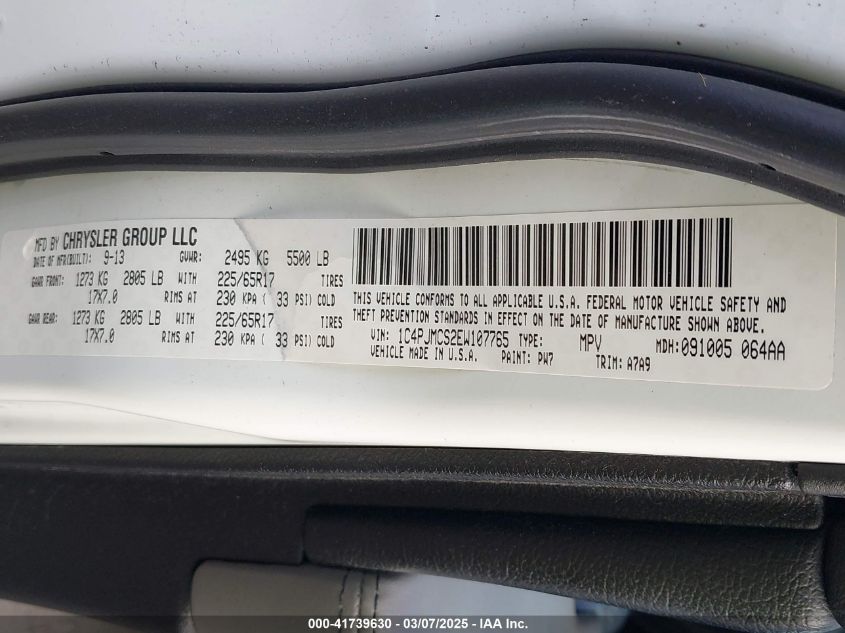 MFD BY CHRYSLER GROUP LLC
DATE OF MFR(BUILT): 9-13 GVWR: 2495 KG 5500 LB
GAWR FRONT: 1273 KG 2805 LB WITH 225/65R17 TIRES
17X7.0 RIMS AT 230 KPA ( 33 PSI) COLD
GAWR REAR: 1273 KG 2805 LB WITH 225/65R17 TIRES
17X7.0 RIMS AT 230 KPA ( 33 PSI) COLD
THIS VEHICLE CONFORMS TO ALL APPLICABLE U.S.A. FEDERAL MOTOR VEHICLE SAFETY AND
THEFT PREVENTION STANDARDS IN EFFECT ON THE DATE OF MANUFACTURE SHOWN ABOVE.
VIN: 1C4PJMCS2EW107765 TYPE: MPV MDH: 091005 064AA
VEHICLE MADE IN U.S.A. PAINT: PW7 TRIM: A7A9
000-41739630 - 03/07/2025 - IAA Inc.